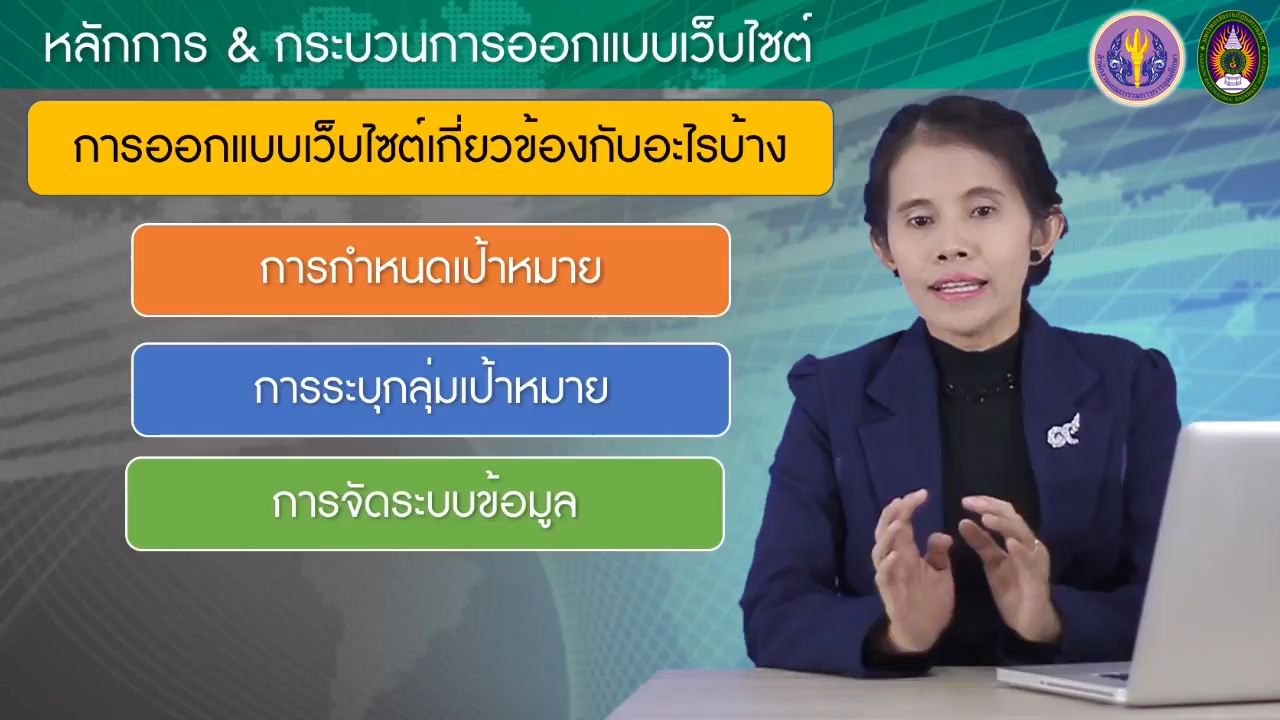 หลักการ & กระบวนการออกแบบเว็บไซต์
การออกแบบเว็บไซต์เกี่ยวข้องกับอะไรบ้าง
การกำหนดเป้าหมาย
การระบุกลุ่มเป้าหมาย
การจัดระบบข้อมูล